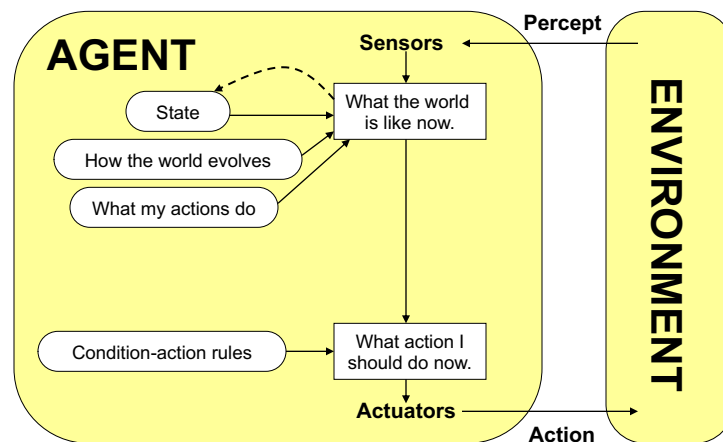 AGENT
Sensors
Percept
State
What the world
is like now.
How the world evolves
What my actions do
Condition-action rules
What action I
should do now.
Actuators
Action
ENVIRONMENT